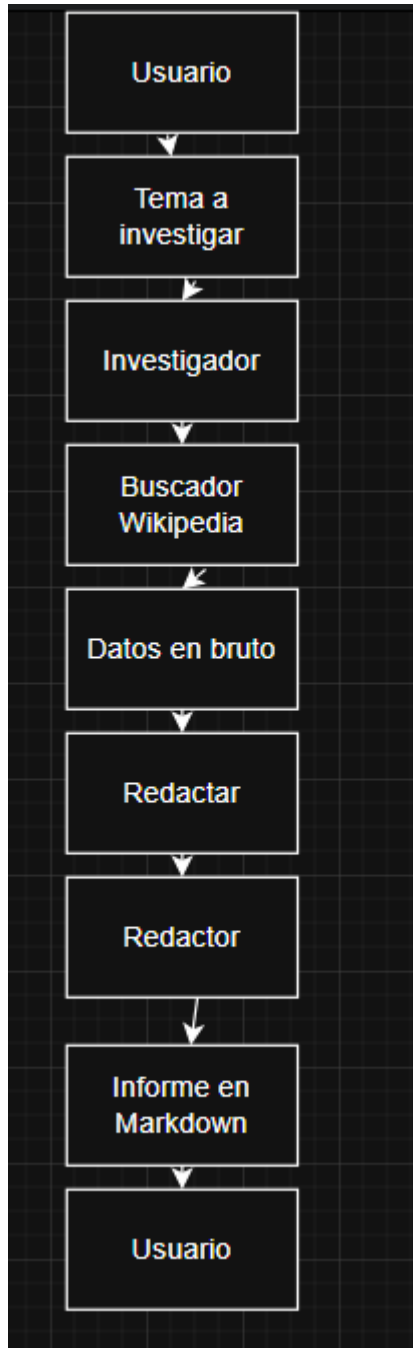 Usuario
Tema a
investigar
Investigador
Buscador
Wikipedia
Datos en bruto
Redactar
Redactor
Informe en
Markdown
Usuario